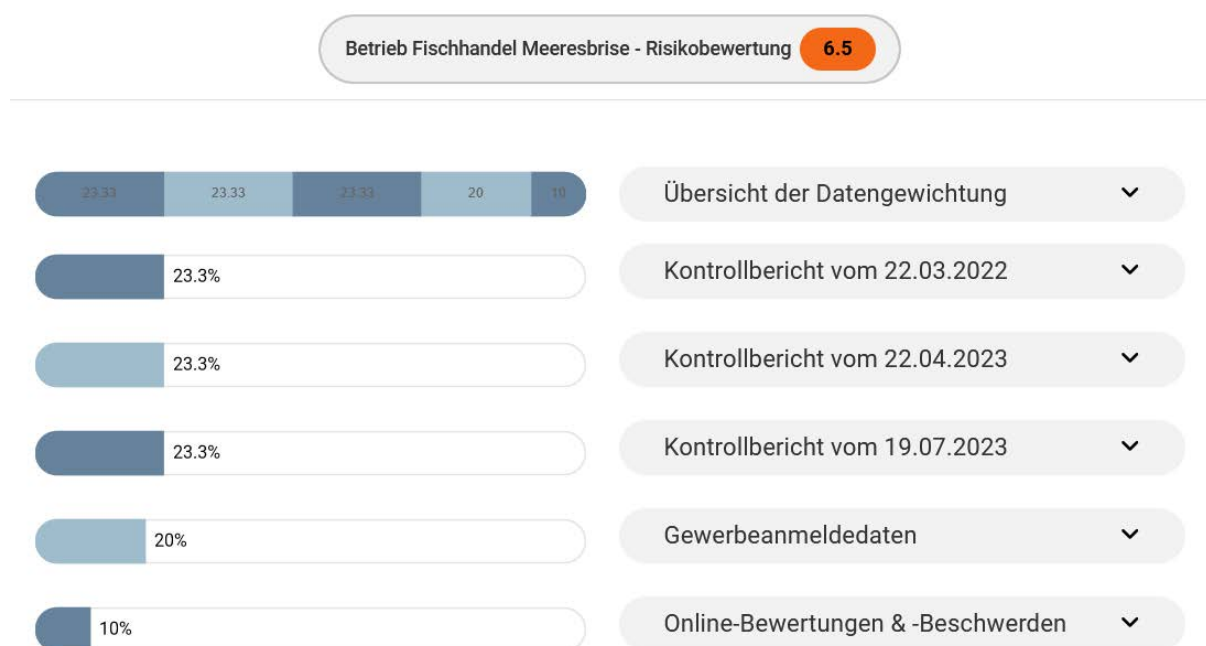 Betrieb Fischhandel Meeresbrise - Risikobewertung 6.5
23.33 23.33 23.33 20 10 Übersicht der Datengewichtung
23.3% Kontrollbericht vom 22.03.2022
23.3% Kontrollbericht vom 22.04.2023
23.3% Kontrollbericht vom 19.07.2023
20% Gewerbeanmeldedaten
10% Online-Bewertungen & -Beschwerden